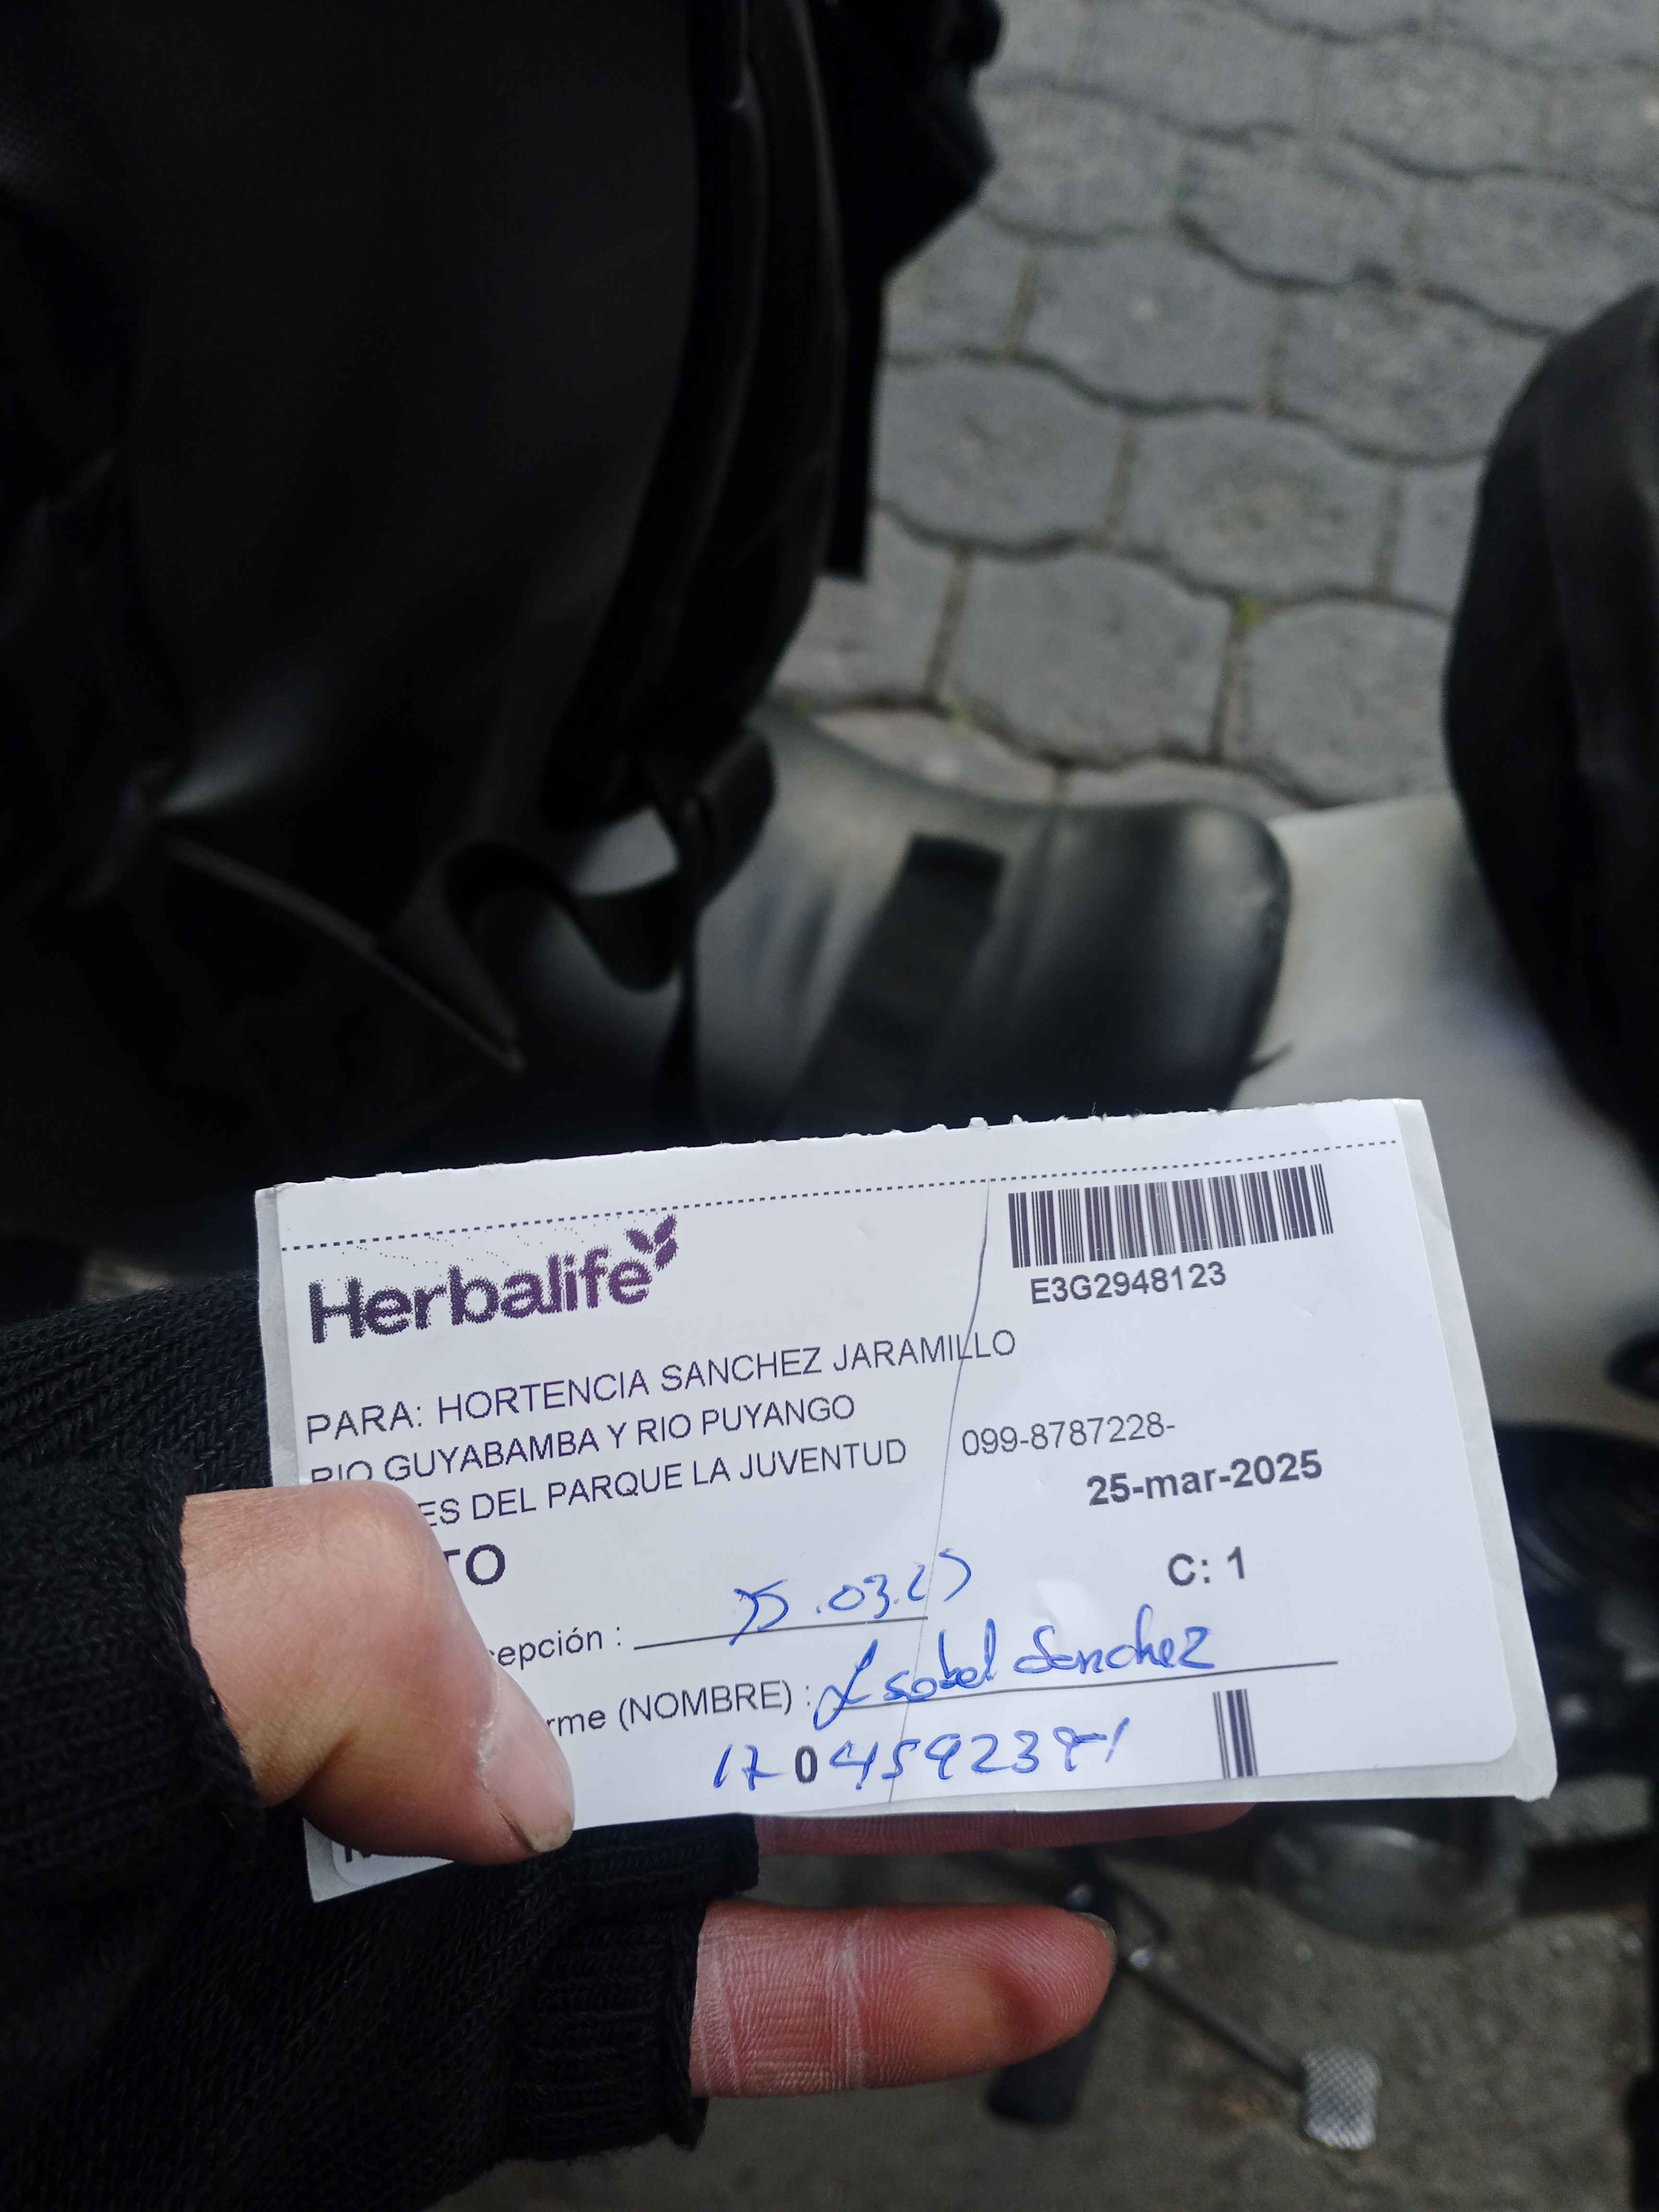 Herbalife
E3G2948123
PARA: HORTENCIA SANCHEZ JARAMILLO
RIO GUYABAMBA Y RIO PUYANGO
ES DEL PARQUE LA JUVENTUD 099-8787228-
25-mar-2025
TO
C: 1
epción : 25.03.25
rme (NOMBRE) : Isabel Sanchez